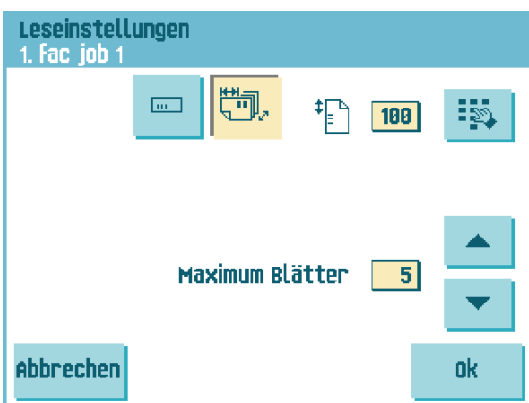 Leseinstellungen
1. Fac job 1
100
Maximum Blätter 5
Abbrechen Ok